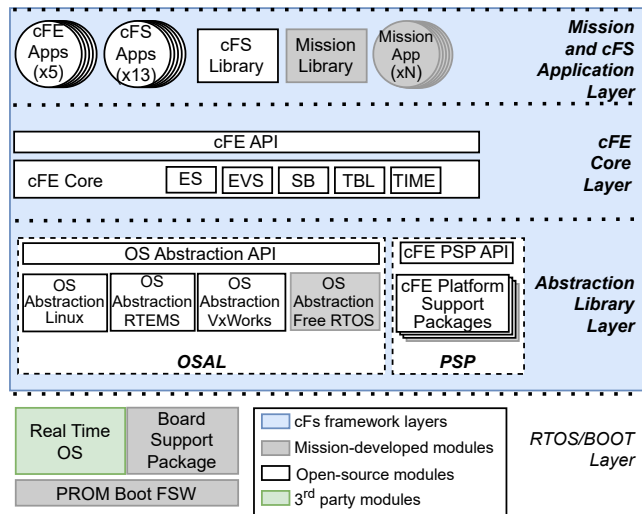 cFE
Apps
(x5)
cFS
Apps
(x13)
cFS
Library
Mission
Library
Mission
App
(xN)
Mission
and cFS
Application
Layer
cFE API
cFE Core
ES
EVS
SB
TBL
TIME
cFE
Core
Layer
OS Abstraction API
OS
Abstraction
Linux
OS
Abstraction
RTEMS
OS
Abstraction
VxWorks
OS
Abstraction
Free RTOS
OSAL
cFE PSP API
cFE Platform
Support
Packages
PSP
Abstraction
Library
Layer
Real Time
OS
Board
Support
Package
PROM Boot FSW
cFs framework layers
Mission-developed modules
Open-source modules
3rd party modules
RTOS/BOOT
Layer